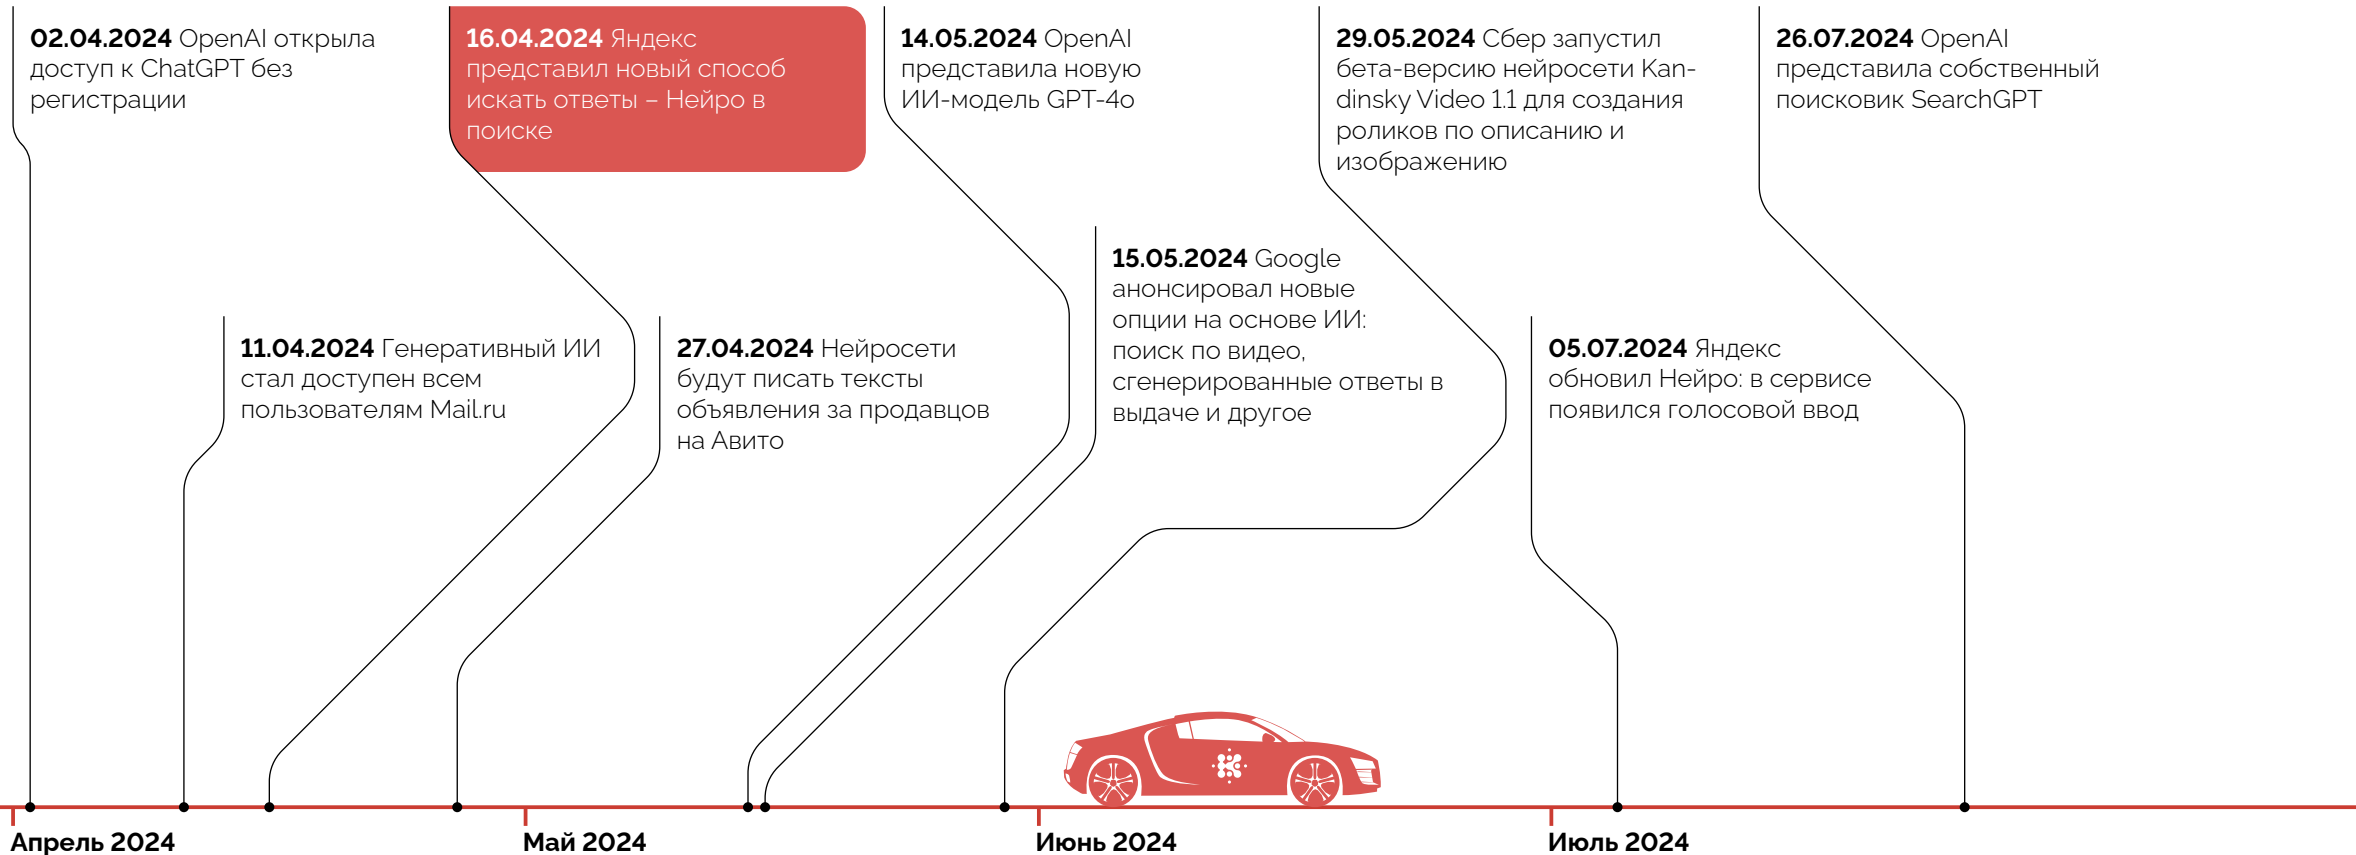 02.04.2024 OpenAI открыла
доступ к ChatGPT без
регистрации
16.04.2024 Яндекс
представил новый способ
искать ответы – Нейро в
поиске
14.05.2024 OpenAI
представила новую
ИИ-модель GPT-4o
29.05.2024 Сбер запустил
бета-версию нейросети Kan-
dinsky Video 1.1 для создания
роликов по описанию и
изображению
26.07.2024 OpenAI
представила собственный
поисковик SearchGPT
11.04.2024 Генеративный ИИ
стал доступен всем
пользователям Mail.ru
27.04.2024 Нейросети
будут писать тексты
объявления за продавцов
на Авито
15.05.2024 Google
анонсировал новые
опции на основе ИИ:
поиск по видео,
сгенерированные ответы в
выдаче и другое
05.07.2024 Яндекс
обновил Нейро: в сервисе
появился голосовой ввод
Апрель 2024
Май 2024
Июнь 2024
Июль 2024